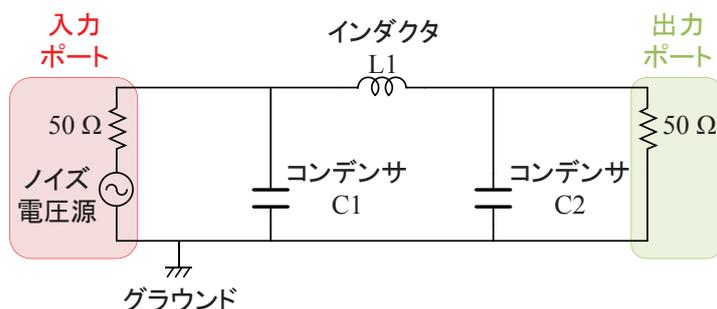 入力
ポート
インダクタ
L1
出力
ポート
50 Ω
50 Ω
ノイズ
電圧源
コンデンサ
C1
コンデンサ
C2
グラウンド